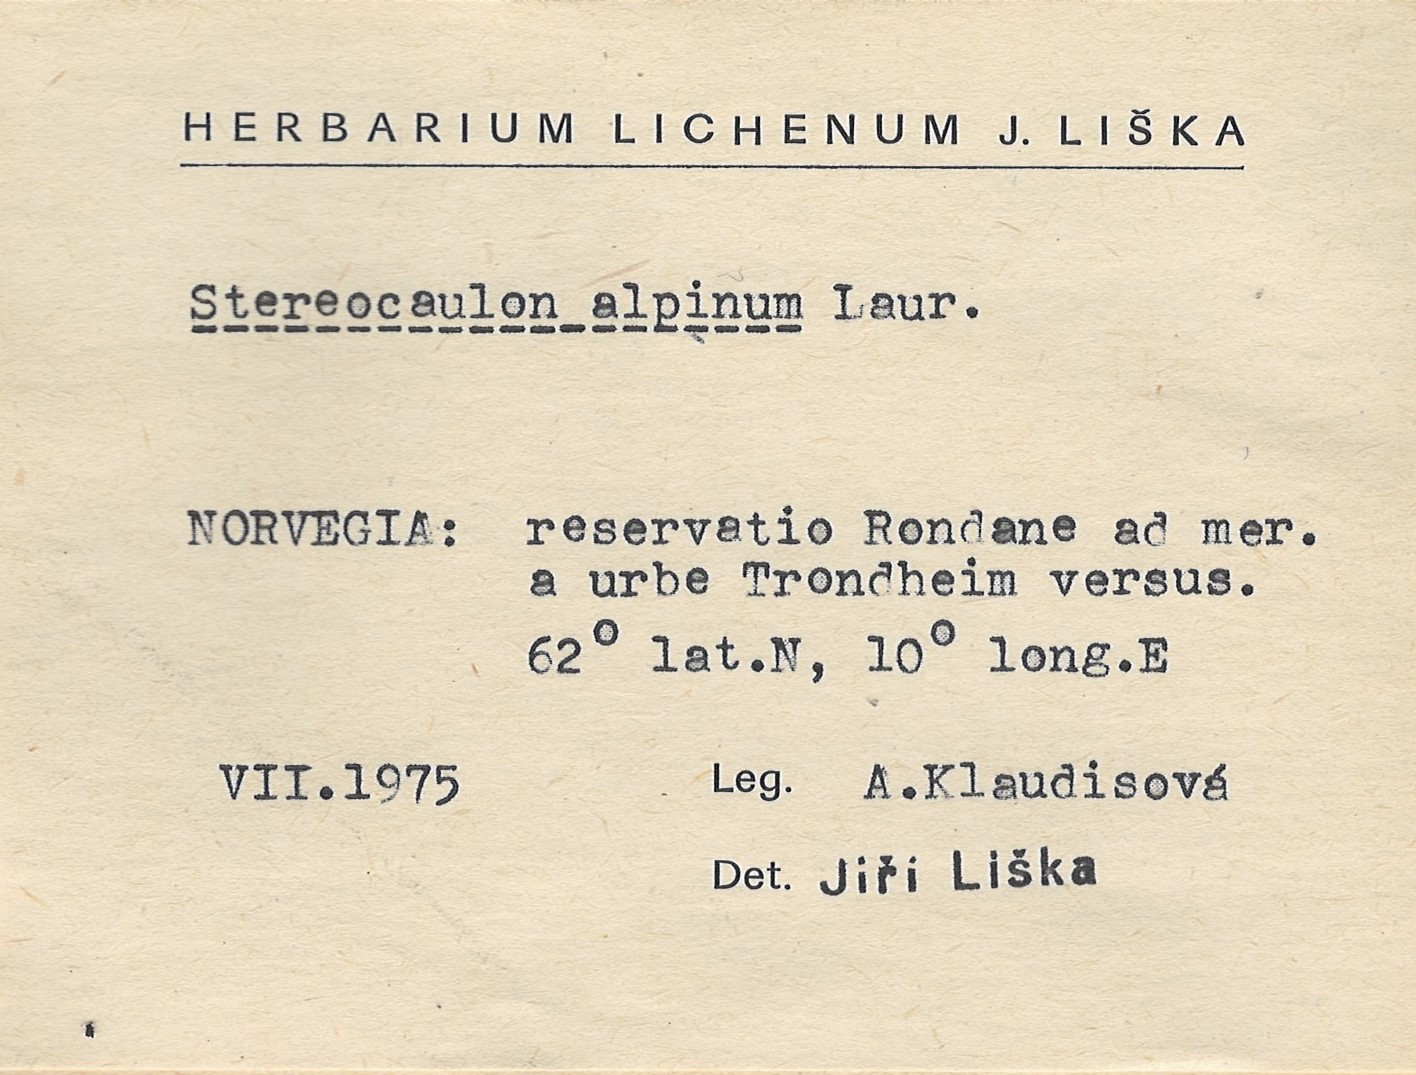 HERBARIUM LICHENUM J. LIŠKA
Stereocaulon alpinum Laur.
NORVEGIA: reservatio Rondane ad mer.
a urbe Trondheim versus.
62° lat.N, 10° long.E
VII.1975 Leg. A.Klaudisová
Det. Jiří Liška